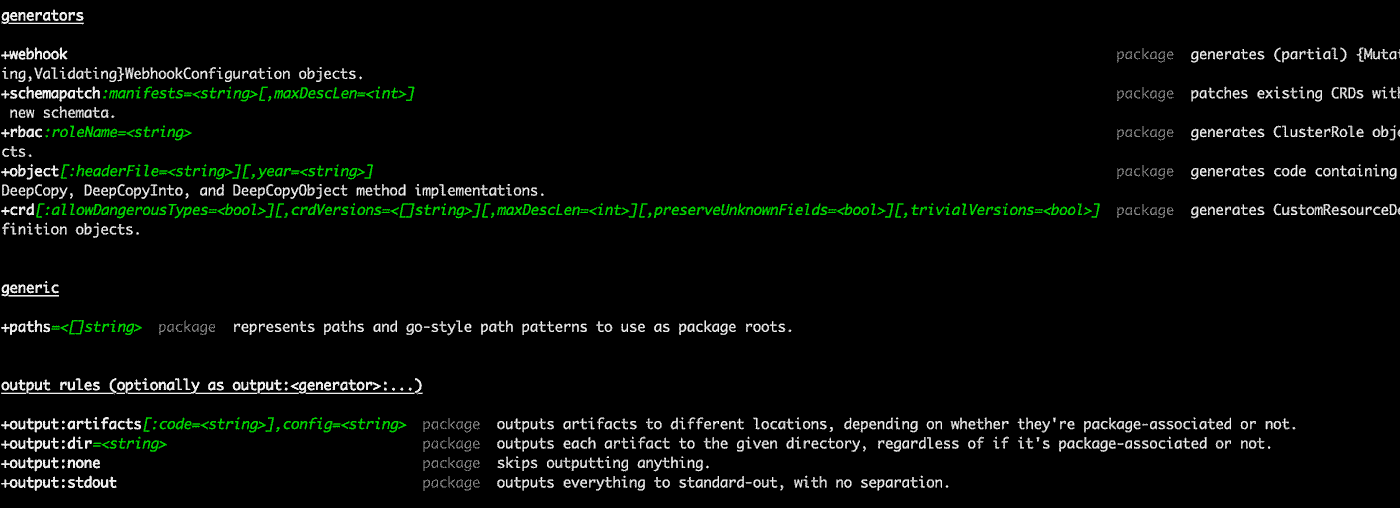 generators
+webhook package generates (partial) {Mutat
ing,Validating}WebhookConfiguration objects.
+schemapatch:manifests=<string>[,maxDescLen=<int>] package patches existing CRDs with
new schemata.
+rbac:roleName=<string> package generates ClusterRole obje
cts.
+object[:headerFile=<string>][,year=<string>] package generates code containing
DeepCopy, DeepCopyInto, and DeepCopyObject method implementations.
+crd[:allowDangerousTypes=<bool>][,crdVersions=<[]string>][,maxDescLen=<int>][,preserveUnknownFields=<bool>][,trivialVersions=<bool>] package generates CustomResourceDe
finition objects.
generic
+paths=<[]string> package represents paths and go-style path patterns to use as package roots.
output rules (optionally as output:<generator>:...)
+output:artifacts[:code=<string>],config=<string> package outputs artifacts to different locations, depending on whether they're package-associated or not.
+output:dir=<string> package outputs each artifact to the given directory, regardless of if it's package-associated or not.
+output:none package skips outputting anything.
+output:stdout package outputs everything to standard-out, with no separation.